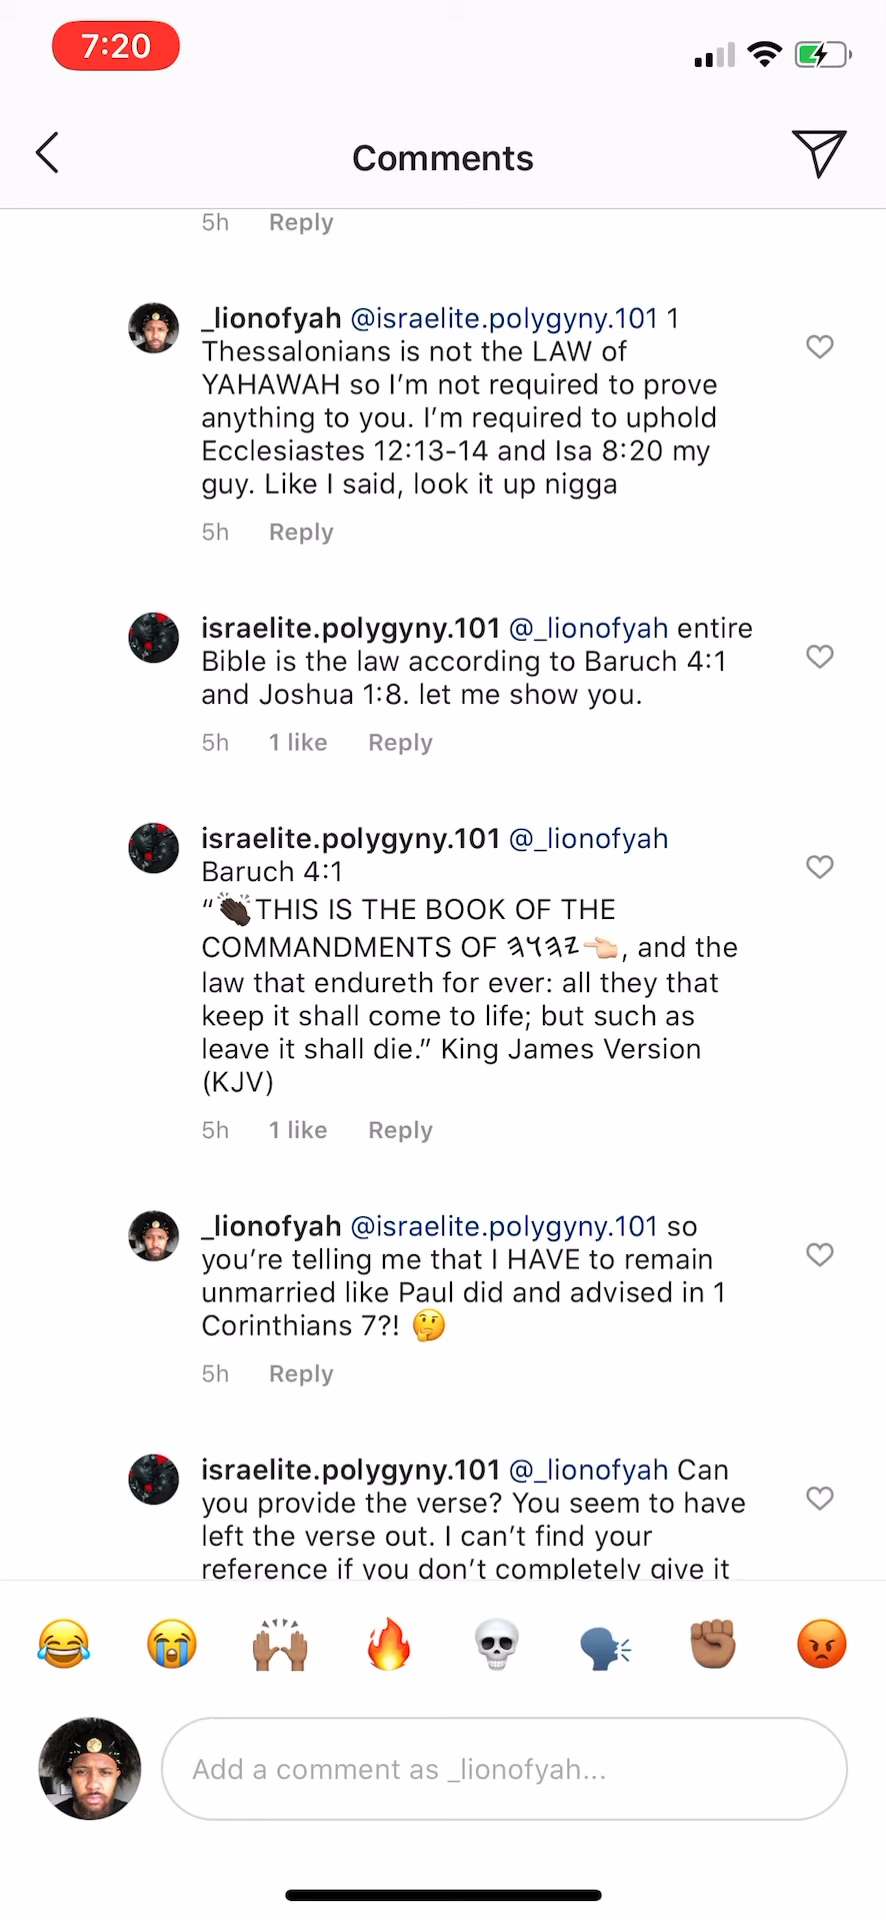 7:20
Comments
5h Reply
_lionofyah @israelite.polygyny.101 1
Thessalonians is not the LAW of
YAHAWAH so I’m not required to prove
anything to you. I’m required to uphold
Ecclesiastes 12:13-14 and Isa 8:20 my
guy. Like I said, look it up nigga
5h Reply
israelite.polygyny.101 @_lionofyah entire
Bible is the law according to Baruch 4:1
and Joshua 1:8. let me show you.
5h 1 like Reply
israelite.polygyny.101 @_lionofyah
Baruch 4:1
“👏🏿THIS IS THE BOOK OF THE
COMMANDMENTS OF 𐤄𐤅𐤄𐤉👈🏻, and the
law that endureth for ever: all they that
keep it shall come to life; but such as
leave it shall die.” King James Version
(KJV)
5h 1 like Reply
_lionofyah @israelite.polygyny.101 so
you’re telling me that I HAVE to remain
unmarried like Paul did and advised in 1
Corinthians 7?! 🤔
5h Reply
israelite.polygyny.101 @_lionofyah Can
you provide the verse? You seem to have
left the verse out. I can’t find your
reference if you don’t completely give it
Add a comment as _lionofyah...